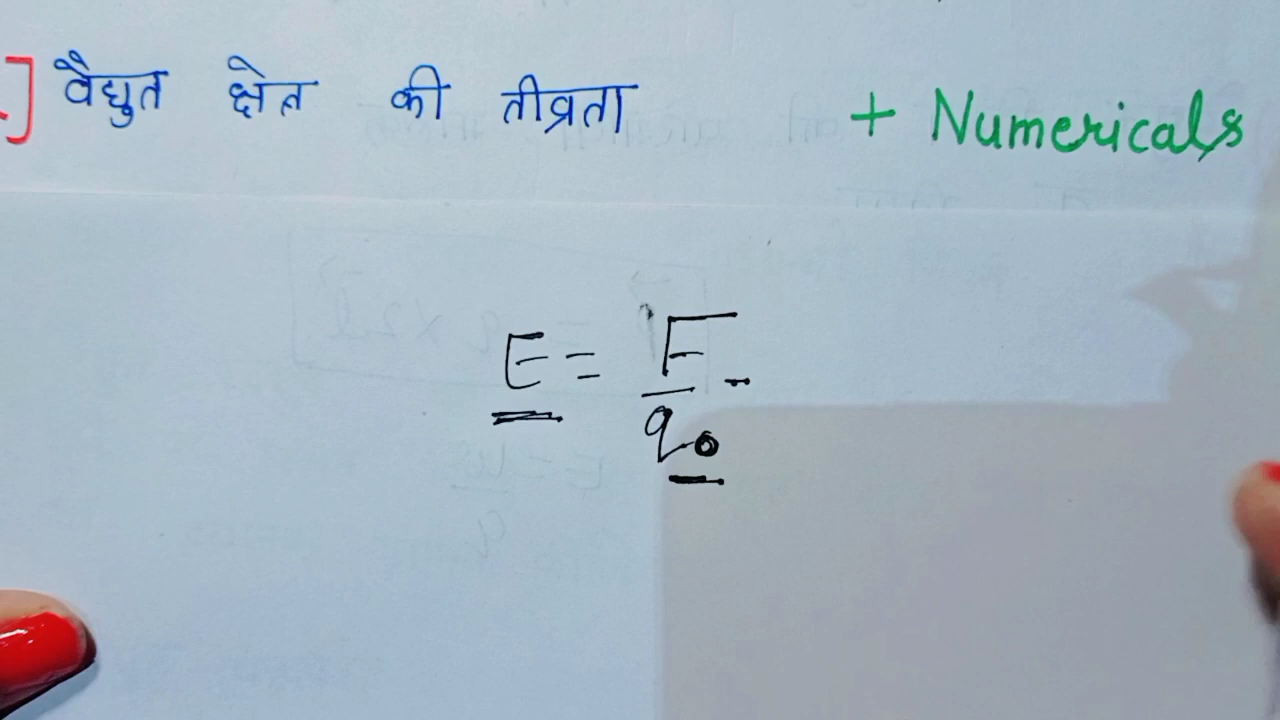 ] वैद्युत क्षेत्र की तीव्रता + Numericals
E = F
q₀